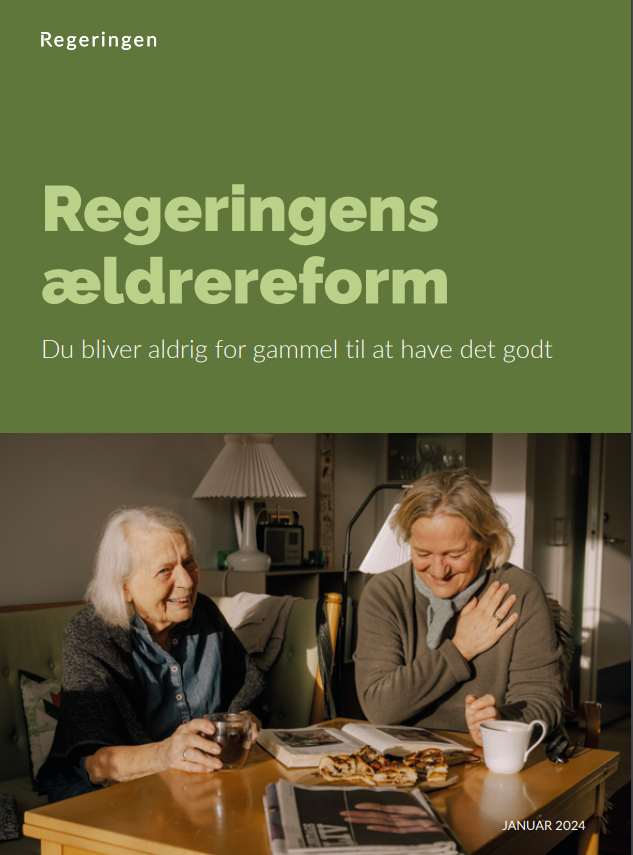 Regeringen
Regeringens
ældrereform
Du bliver aldrig for gammel til at have det godt
JANUAR 2024